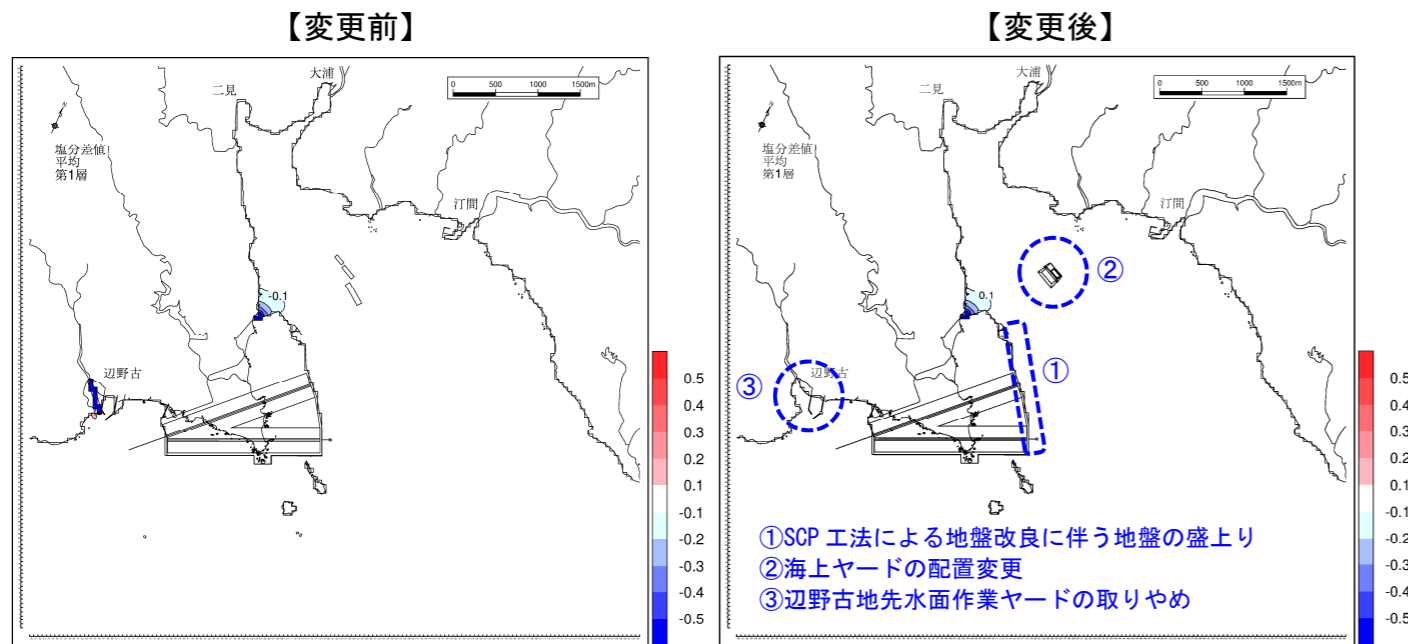 【変更前】
大浦
二見
0 500 1000 1500m
N
塩分差値
平均
第1層
汀間
-0.1
辺野古
0.5
0.4
0.3
0.2
0.1
-0.1
-0.2
-0.3
-0.4
-0.5
【変更後】
大浦
二見
0 500 1000 1500m
N
塩分差値
平均
第1層
汀間
②
0.1
①
③
辺野古
0.5
0.4
0.3
0.2
0.1
-0.1
-0.2
-0.3
-0.4
-0.5
①SCP 工法による地盤改良に伴う地盤の盛上り
②海上ヤードの配置変更
③辺野古地先水面作業ヤードの取りやめ